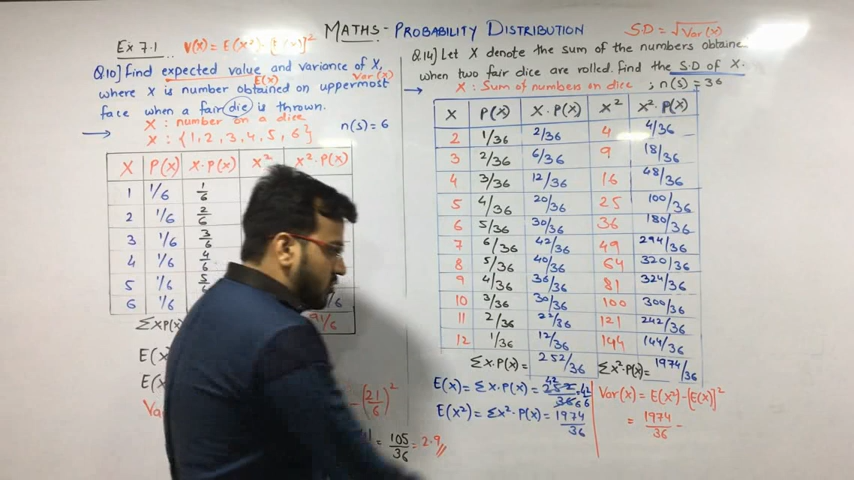 MATHS - PROBABILITY DISTRIBUTION
Ex 7.1
V(x) = E(x²) - [E(x)]²
Q10] Find expected value and variance of X,
E(x) Var(x)
where X is number obtained on uppermost
face when a fair die is thrown.
X : number on a dice
X : {1, 2, 3, 4, 5, 6}
n(s) = 6
X P(x) X·P(x) X² X²·P(x)
1 1/6 1/6
2 1/6 2/6
3 1/6 3/6
4 1/6 4/6
5 1/6 5/6
6 1/6
ΣXP(x) 91/6
E(x
E(x
Va
- (21/6)²
= 105/36 = 2.9
S.D = √Var(x)
Q.14] Let X denote the sum of the numbers obtaine
when two fair dice are rolled. Find the S.D of X.
X : Sum of numbers on dice ; n(s) = 36
X P(x) X·P(x) X² X²·P(x)
2 1/36 2/36 4 4/36
3 2/36 6/36 9 18/36
4 3/36 12/36 16 48/36
5 4/36 20/36 25 100/36
6 5/36 30/36 36 180/36
7 6/36 42/36 49 294/36
8 5/36 40/36 64 320/36
9 4/36 36/36 81 324/36
10 3/36 30/36 100 300/36
11 2/36 22/36 121 242/36
12 1/36 12/36 144 144/36
ΣX·P(x) = 252/36 Σx²·P(x) = 1974/36
E(x) = Σx·P(x) = 252/36 = 42/6
E(x²) = Σx²·P(x) = 1974/36
Var(x) = E(x²) - [E(x)]²
= 1974/36 -